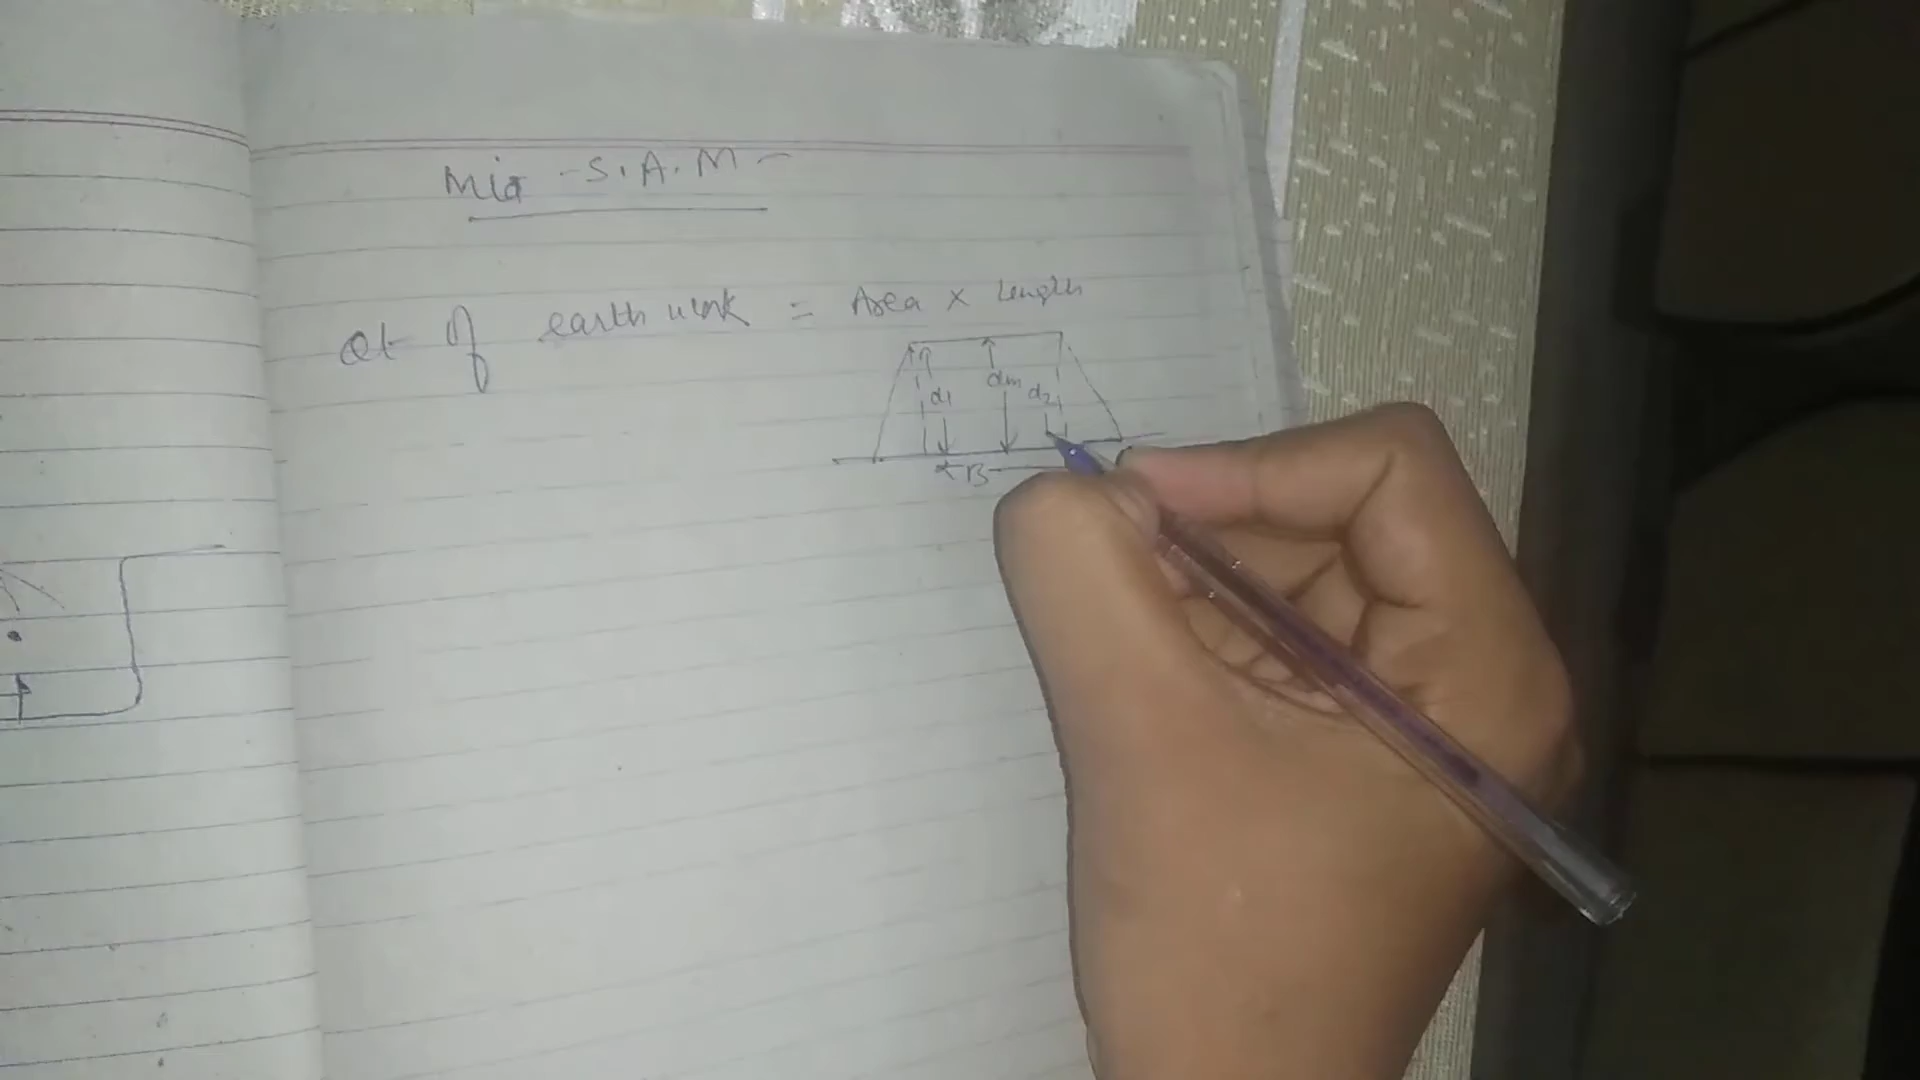 Mid - S.A.M -
Qt of earth work = Area x Length
d1 dm d2
B